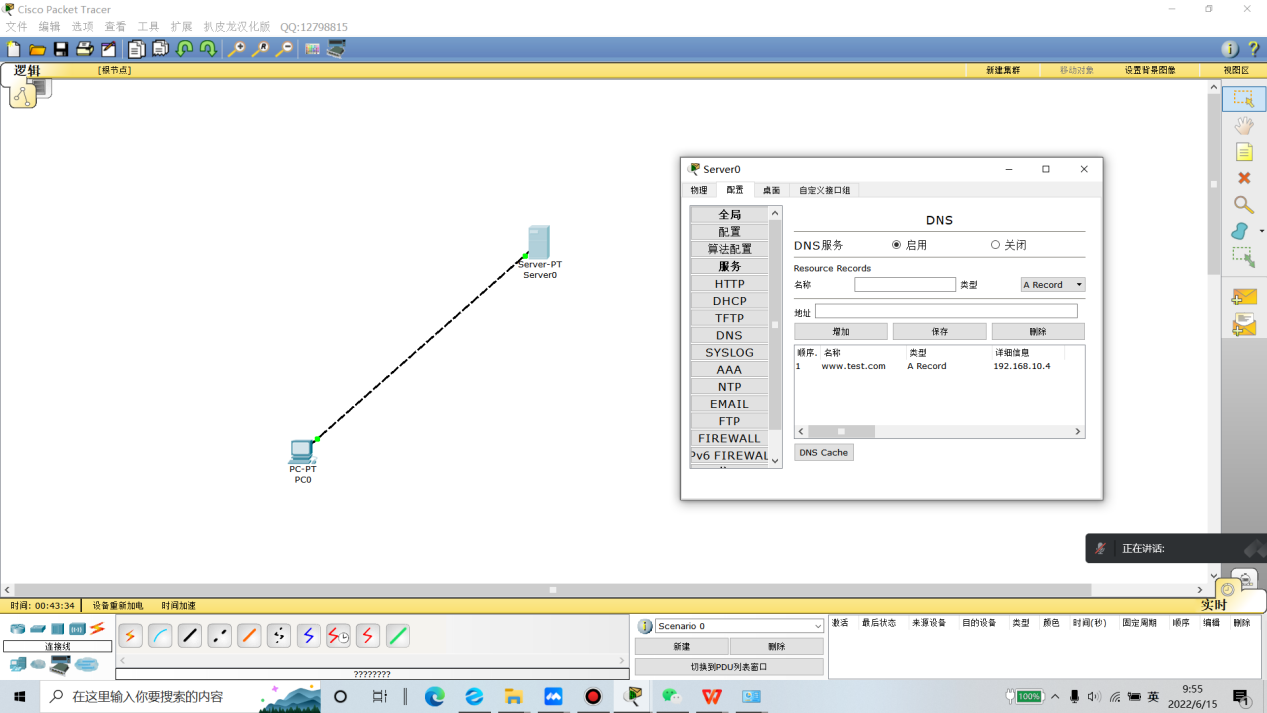 Cisco Packet Tracer
文件 编辑 选项 查看 工具 扩展 扒皮龙汉化版 QQ:12798815
逻辑 [根节点] 新建集群 移动对象 设置背景图像 视图区
Server0
物理 配置 桌面 自定义接口组
全局
配置
算法配置
服务
HTTP
DHCP
TFTP
DNS
SYSLOG
AAA
NTP
EMAIL
FTP
FIREWALL
Pv6 FIREWAL
DNS
DNS服务 启用 关闭
Resource Records
名称 类型 A Record
地址
增加 保存 删除
顺序. 名称 类型 详细信息
1 www.test.com A Record 192.168.10.4
DNS Cache
Server-PT
Server0
PC-PT
PC0
正在讲话:
时间: 00:43:34 设备重新加电 时间加速 实时
连接线
????????
Scenario 0
新建 删除
切换到PDU列表窗口
激活 最后状态 来源设备 目的设备 类型 颜色 时间(秒) 固定周期 顺序 编辑 删除
在这里输入你要搜索的内容
100%
英
9:55
2022/6/15
1